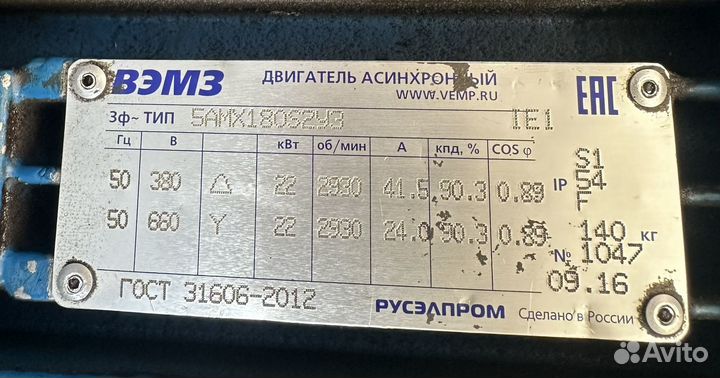 ВЭМЗ
ДВИГАТЕЛЬ АСИНХРОННЫЙ
WWW.VEMP.RU
EAC
3ф~ ТИП 5АМХ180S2У3 IE1
Гц В кВт об/мин А кпд, % COS φ
50 380 △ 22 2930 41.5 90.3 0.89
50 660 Y 22 2930 24.0 90.3 0.89
S1
IP 54
F
140 кг
№ 1047
09.16
ГОСТ 31606-2012
РУСЭЛПРОМ Сделано в России
Avito